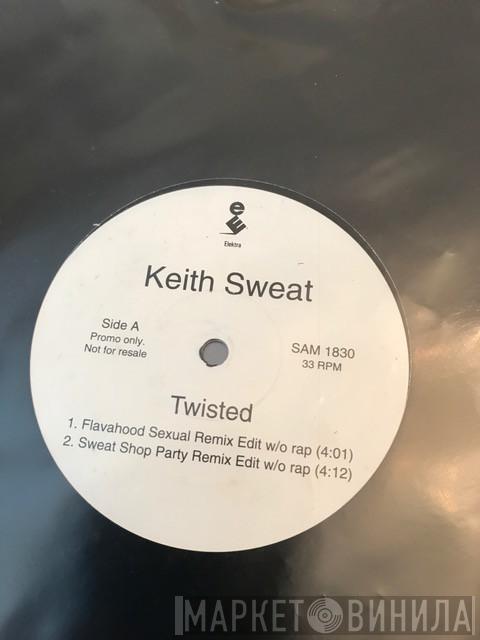 Elektra
Keith Sweat
Side A
Promo only.
Not for resale
SAM 1830
33 RPM
Twisted
1. Flavahood Sexual Remix Edit w/o rap (4:01)
2. Sweat Shop Party Remix Edit w/o rap (4:12)
МАРКЕТ ВИНИЛА